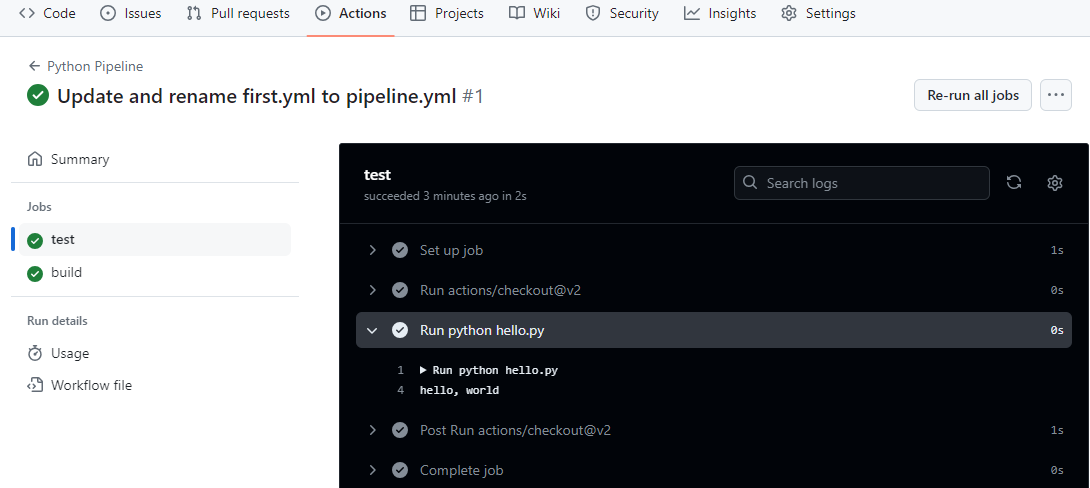 Code Issues Pull requests Actions Projects Wiki Security Insights Settings
Python Pipeline
Update and rename first.yml to pipeline.yml #1
Re-run all jobs
Summary
Jobs
test
build
Run details
Usage
Workflow file
test
succeeded 3 minutes ago in 2s
Search logs
Set up job 1s
Run actions/checkout@v2 0s
Run python hello.py 0s
1 Run python hello.py
4 hello, world
Post Run actions/checkout@v2 1s
Complete job 0s